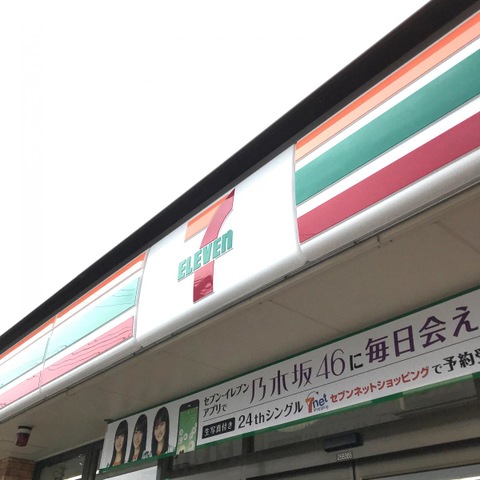 7
ELEVEN
セブン-イレブン
アプリで
乃木坂46に毎日会え
生写真付き 24thシングル 7net セブンネットショッピングで予約